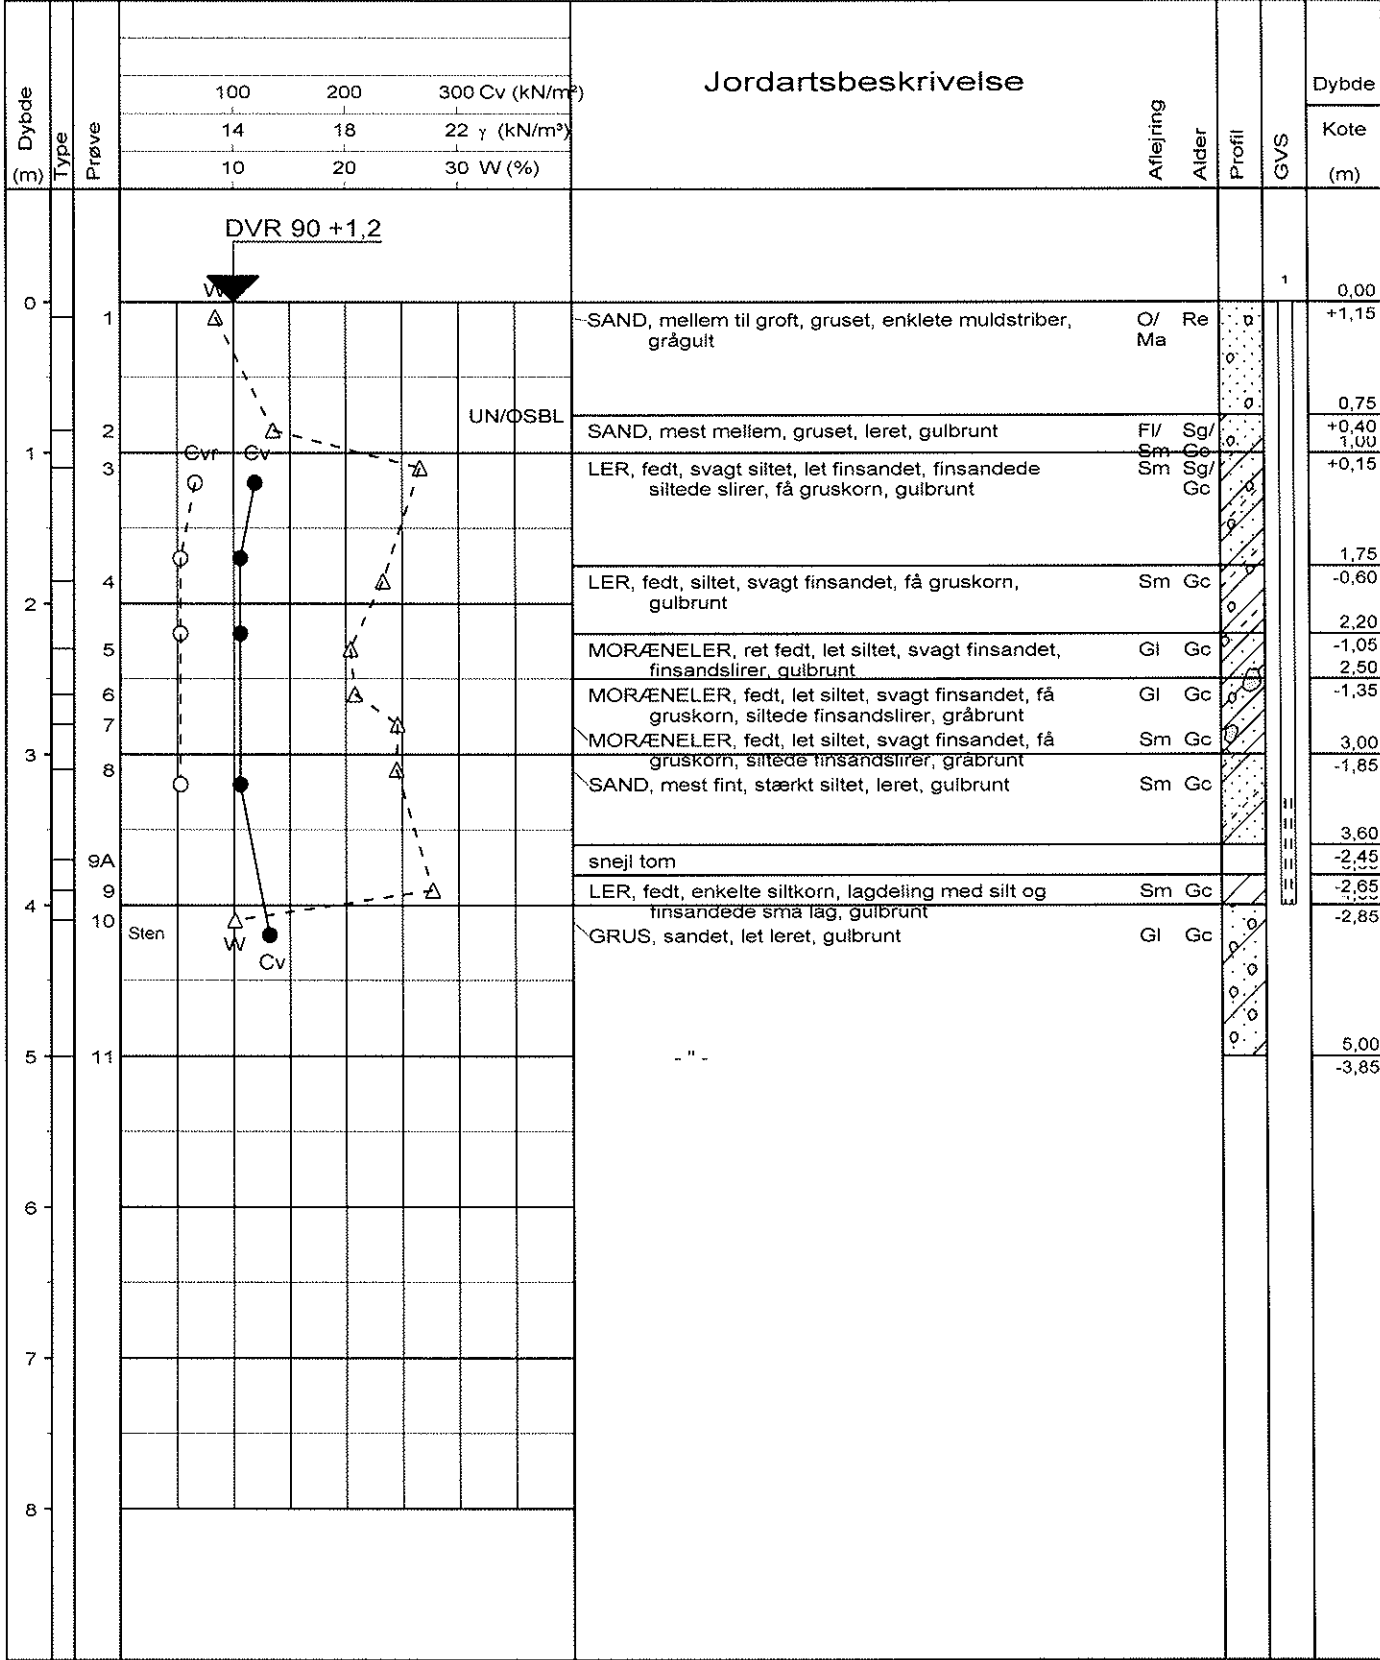 Dybde
(m)
Type
Prøve
100 200 300 Cv (kN/m²)
14 18 22 γ (kN/m³)
10 20 30 W (%)
Jordartsbeskrivelse
Aflejring
Alder
Profil
GVS
Dybde
Kote
(m)
DVR 90 +1,2
W
1
0 0,00
1 SAND, mellem til groft, gruset, enklete muldstriber, O/ Re +1,15
grågult Ma
UN/OSBL 0,75
2 SAND, mest mellem, gruset, leret, gulbrunt Fl/ Sg/ +0,40
Sm Gc
1 Cvr Cv 1,00
3 LER, fedt, svagt siltet, let finsandet, finsandede Sm Sg/ +0,15
siltede slirer, få gruskorn, gulbrunt Gc
1,75
4 LER, fedt, siltet, svagt finsandet, få gruskorn, Sm Gc -0,60
gulbrunt
2 2,20
5 MORÆNELER, ret fedt, let siltet, svagt finsandet, Gl Gc -1,05
finsandslirer, gulbrunt 2,50
6 MORÆNELER, fedt, let siltet, svagt finsandet, få Gl Gc -1,35
gruskorn, siltede finsandslirer, gråbrunt
7 MORÆNELER, fedt, let siltet, svagt finsandet, få Sm Gc 3,00
3 gruskorn, siltede finsandslirer, gråbrunt -1,85
8 SAND, mest fint, stærkt siltet, leret, gulbrunt Sm Gc
3,60
9A snejl tom -2,45
9 LER, fedt, enkelte siltkorn, lagdeling med silt og Sm Gc -2,65
4 finsandede små lag, gulbrunt -2,85
10 Sten GRUS, sandet, let leret, gulbrunt Gl Gc
W
Cv
5 11 - " - 5,00
-3,85
6
7
8